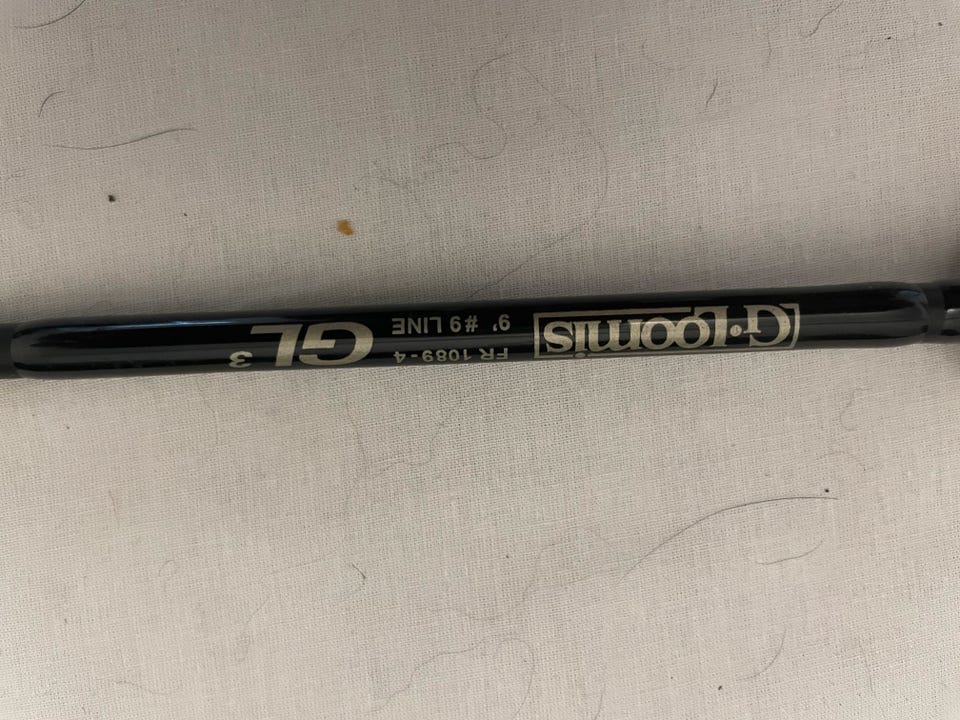 G.Loomis
FR 1089-4
9' #9 LINE
GL3